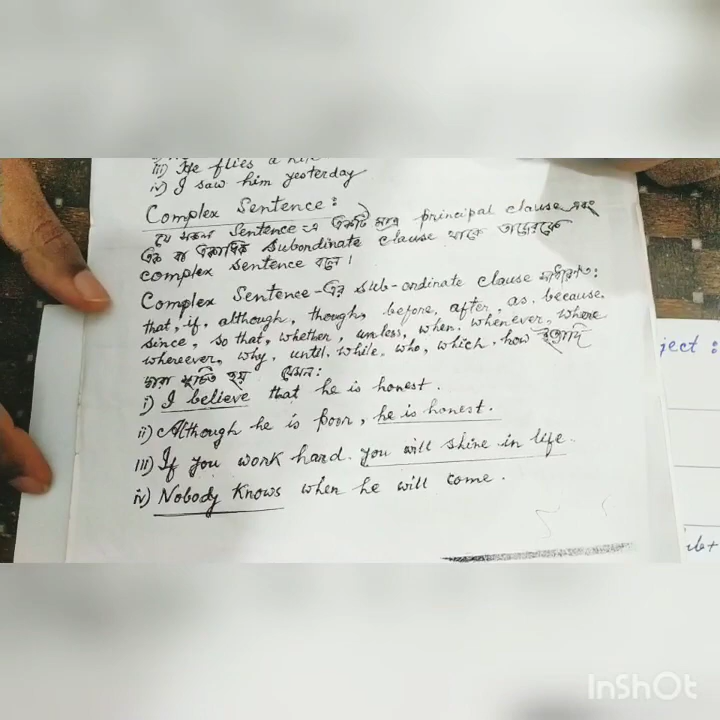 iii) He flies a kite
iv) I saw him yesterday
Complex Sentence:
যে সকল Sentence-এ একটি মাত্র principal clause এবং
এক বা একাধিক Subordinate clause থাকে তাদেরকে
complex sentence বলে।
Complex Sentence-এর Sub-ordinate clause সাধারণত:
that, if, although, though, before, after, as, because.
since, so that, whether, unless, when. whenever, where
whereever, why, until. while, who, which. how ইত্যাদি
দ্বারা হয় যেমন:
i) I believe that he is honest.
ii) Although he is poor, he is honest.
III) If you work hard. you will shine in life.
iv) Nobody knows when he will come.
ject :
InShOt